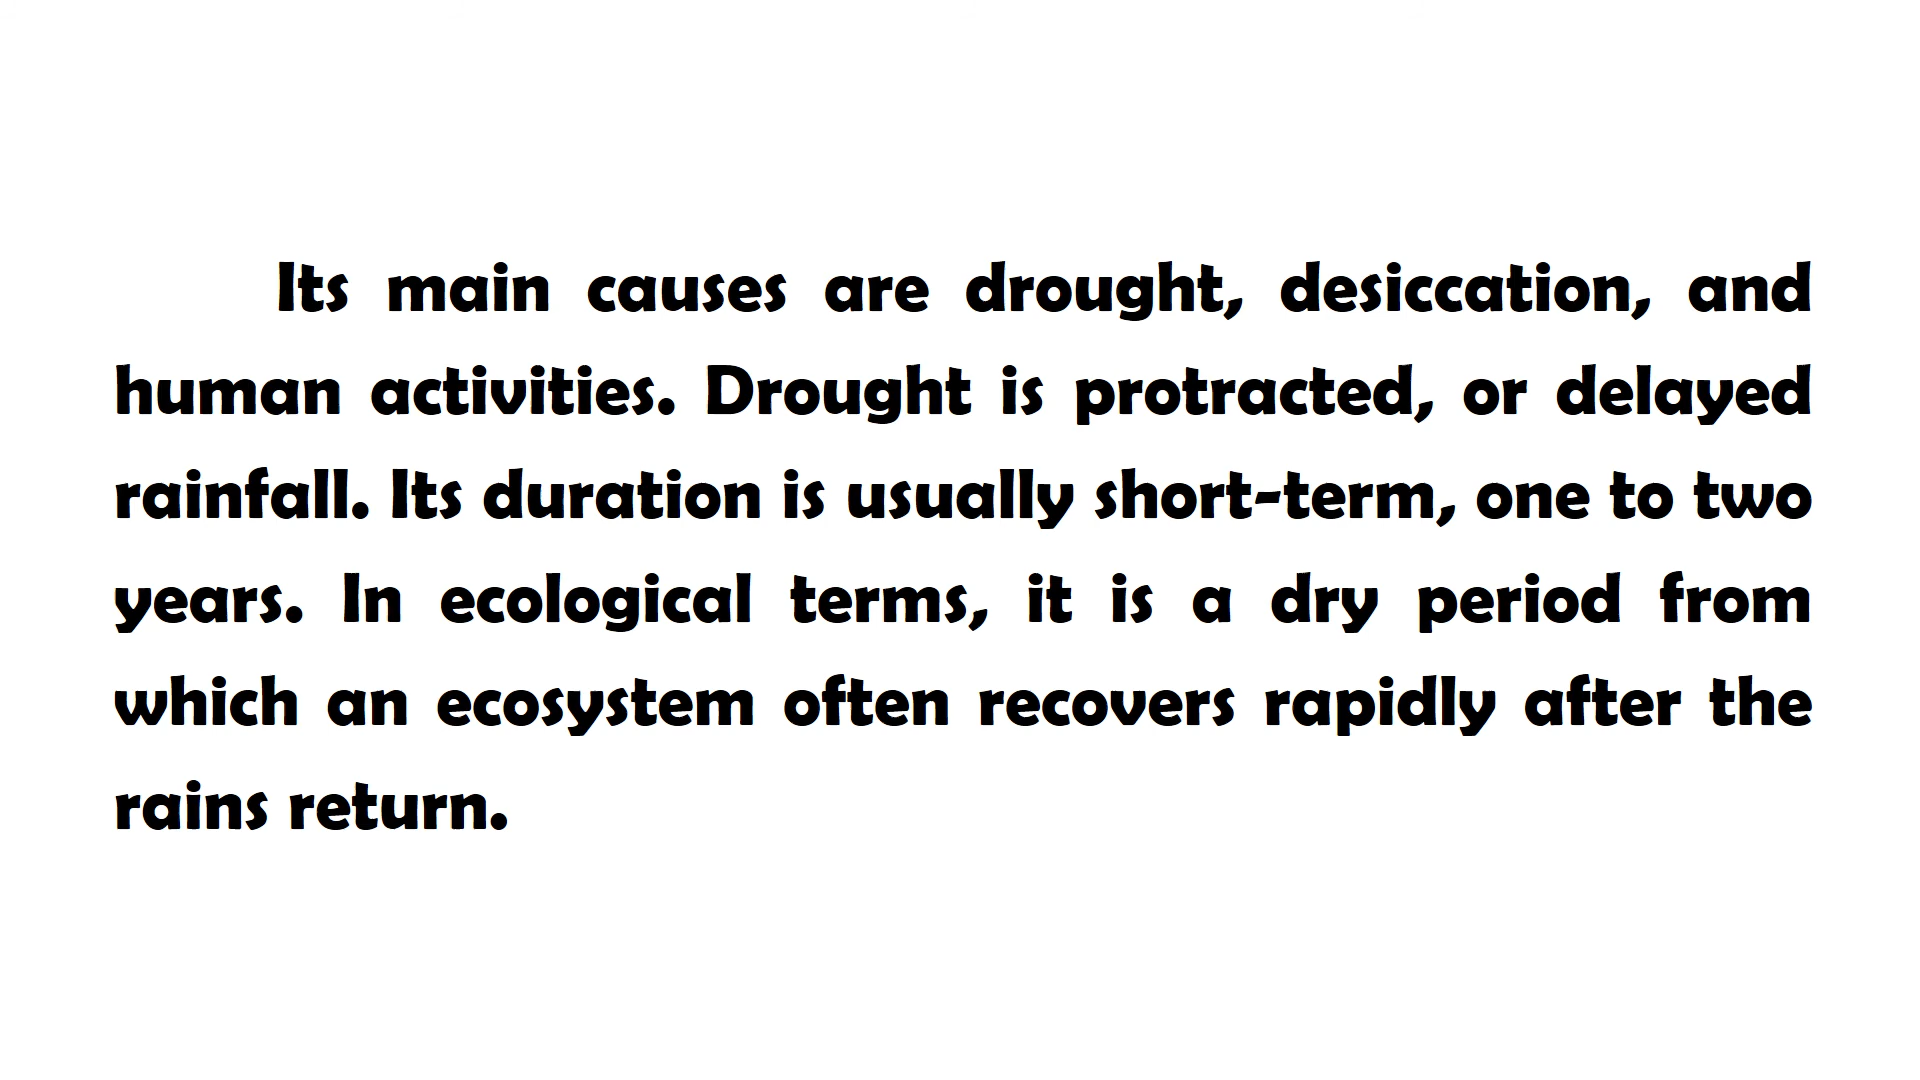 Its main causes are drought, desiccation, and
human activities. Drought is protracted, or delayed
rainfall. Its duration is usually short-term, one to two
years. In ecological terms, it is a dry period from
which an ecosystem often recovers rapidly after the
rains return.